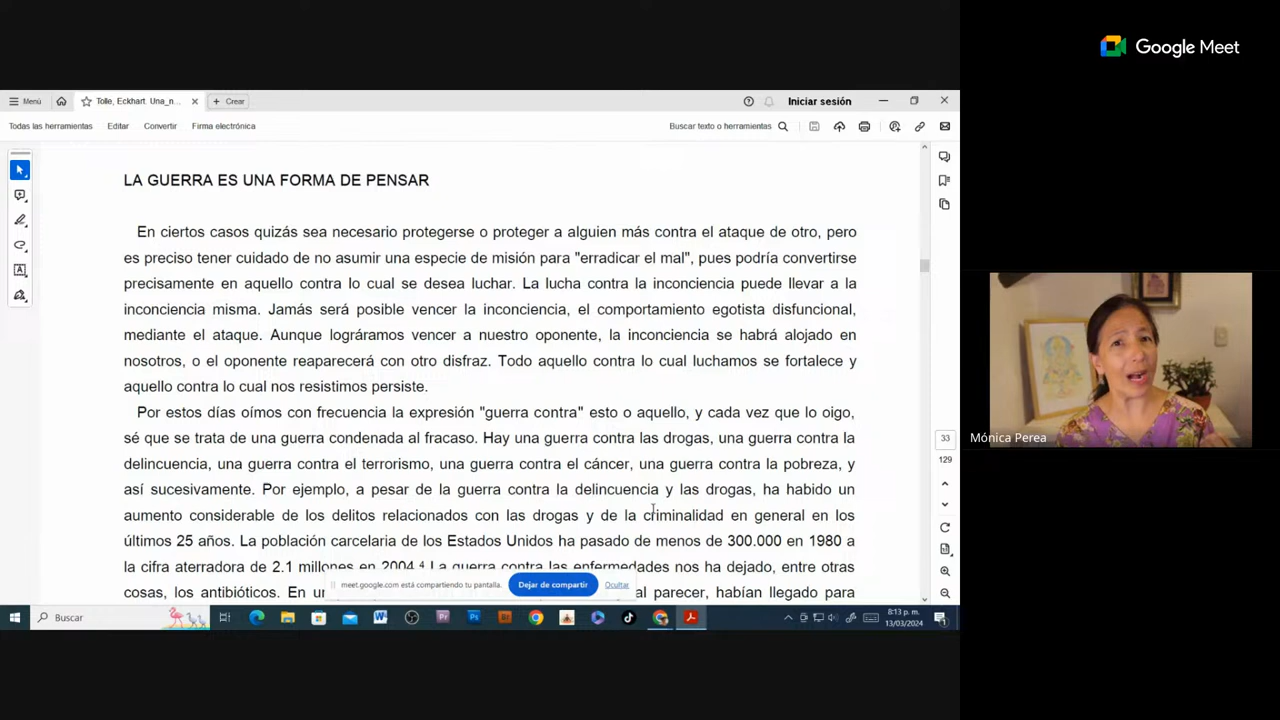 Google Meet
Menú
Tolle, Eckhart. Una_n...
Crear
Iniciar sesión
Todas las herramientas
Editar
Convertir
Firma electrónica
Buscar texto o herramientas
LA GUERRA ES UNA FORMA DE PENSAR
En ciertos casos quizás sea necesario protegerse o proteger a alguien más contra el ataque de otro, pero
es preciso tener cuidado de no asumir una especie de misión para "erradicar el mal", pues podría convertirse
precisamente en aquello contra lo cual se desea luchar. La lucha contra la inconciencia puede llevar a la
inconciencia misma. Jamás será posible vencer la inconciencia, el comportamiento egotista disfuncional,
mediante el ataque. Aunque lográramos vencer a nuestro oponente, la inconciencia se habrá alojado en
nosotros, o el oponente reaparecerá con otro disfraz. Todo aquello contra lo cual luchamos se fortalece y
aquello contra lo cual nos resistimos persiste.
Por estos días oímos con frecuencia la expresión "guerra contra" esto o aquello, y cada vez que lo oigo,
sé que se trata de una guerra condenada al fracaso. Hay una guerra contra las drogas, una guerra contra la
delincuencia, una guerra contra el terrorismo, una guerra contra el cáncer, una guerra contra la pobreza, y
así sucesivamente. Por ejemplo, a pesar de la guerra contra la delincuencia y las drogas, ha habido un
aumento considerable de los delitos relacionados con las drogas y de la criminalidad en general en los
últimos 25 años. La población carcelaria de los Estados Unidos ha pasado de menos de 300.000 en 1980 a
la cifra aterradora de 2.1 millones en 2004.4 La guerra contra las enfermedades nos ha dejado, entre otras
cosas, los antibióticos. En un al parecer, habían llegado para
meet.google.com está compartiendo tu pantalla.
Dejar de compartir
Ocultar
33
129
Mónica Perea
Buscar
8:13 p. m.
13/03/2024